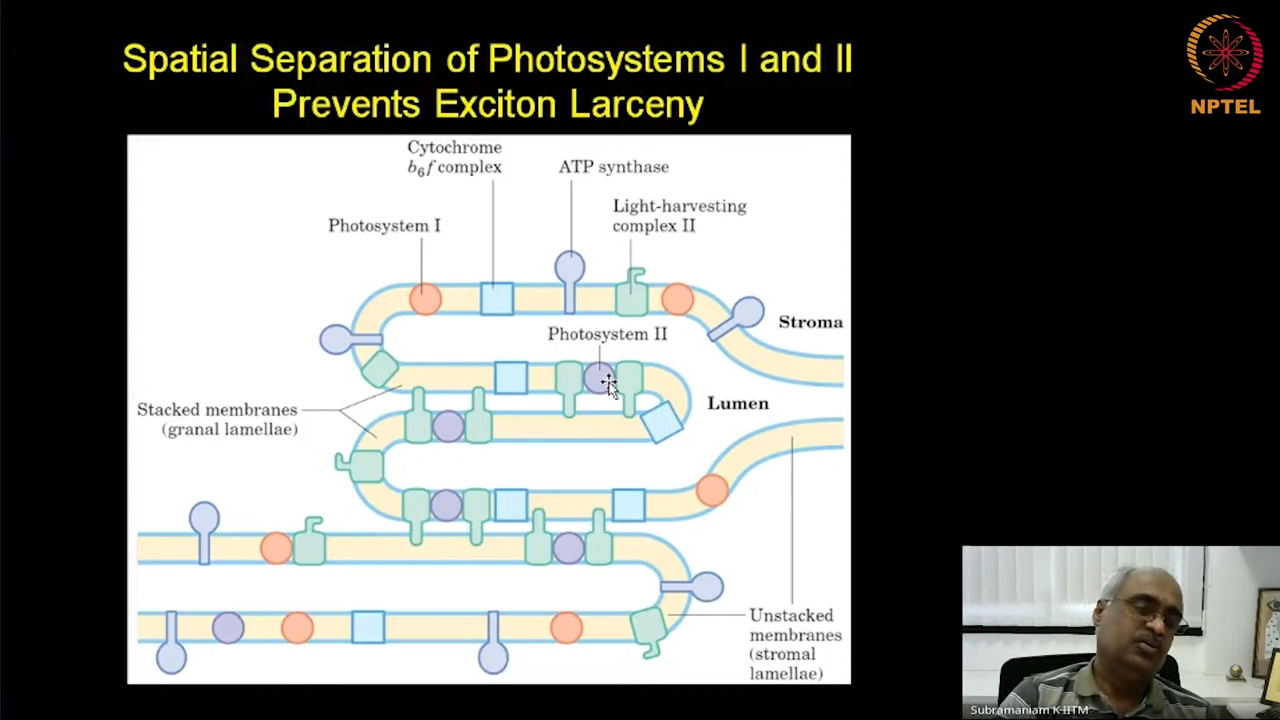 Spatial Separation of Photosystems I and II
Prevents Exciton Larceny
NPTEL
Cytochrome
b₆f complex
ATP synthase
Light-harvesting
complex II
Photosystem I
Stroma
Photosystem II
Lumen
Stacked membranes
(granal lamellae)
Unstacked
membranes
(stromal
lamellae)
Subramaniam K IITM